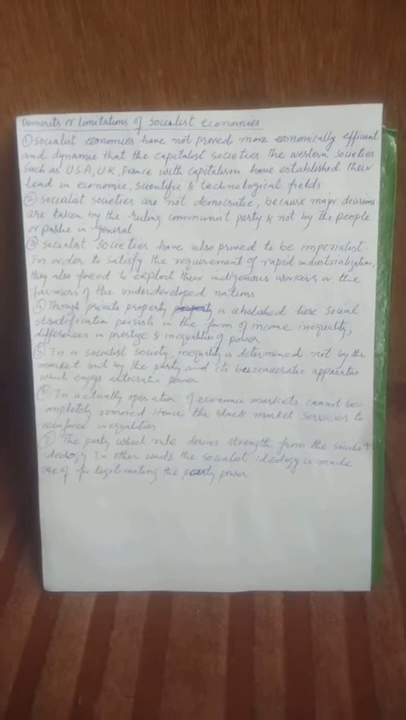 Demerits or Limitations of socialist economies
① socialist economies have not proved more economically efficient
and dynamic that the capitalist societies The western societies
such as U.S.A, U.K, France with capitalism have established their
lead in economic, scientific & technological fields
② socialist societies are not democratic, because major decisions
are taken by the ruling communist party & not by the people
or public in general
③ socialist societies have also proved to be imperialist.
In order to satisfy the requirement of rapid industrialization,
they also forced to exploit their indigenous workers or the
farmers of the underdeveloped nations
④ Though private property is abolished here social
stratification persists in the form of income inequality,
differences in prestige & inequalities of power
⑤ In a socialist society, inequality is determined not by the
market but by the party and its bureaucratic apparatus
which enjoys autocratic power
⑥ In actually operation of economic markets cannot be
completely removed Hence the black market services to
reinforce inequalities
⑦ The party which rule draws strength from the socialist
ideology In other words the socialist ideology is made
use of for legitimating the party power